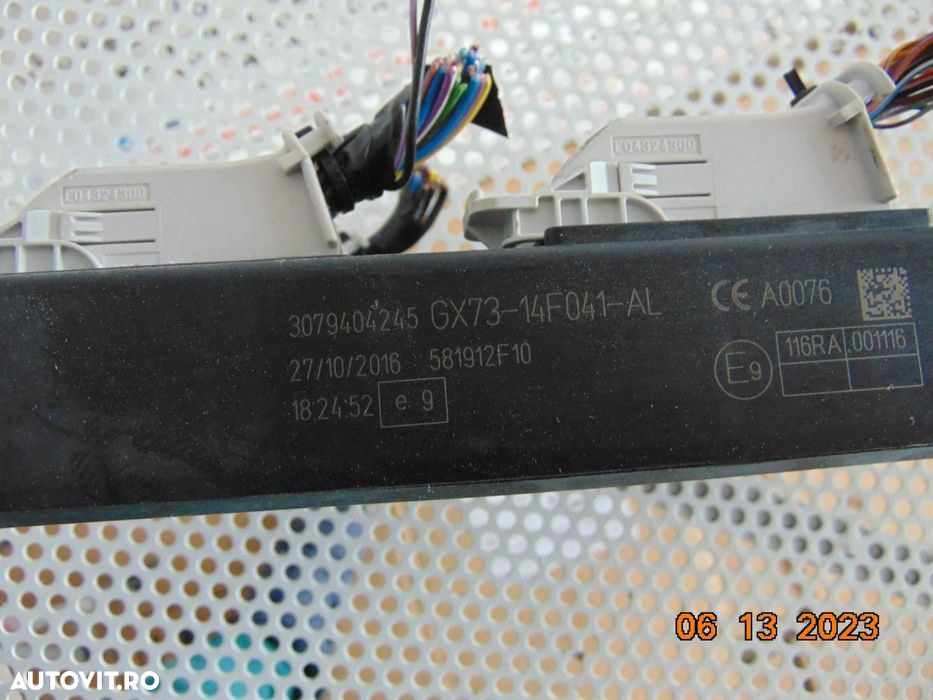 E04324300
E04324300
3079404245 GX73-14F041-AL
CE A0076
27/10/2016 581912F10
E9 116RA 001116
18:24:52 e 9
06 13 2023
AUTOVIT.RO